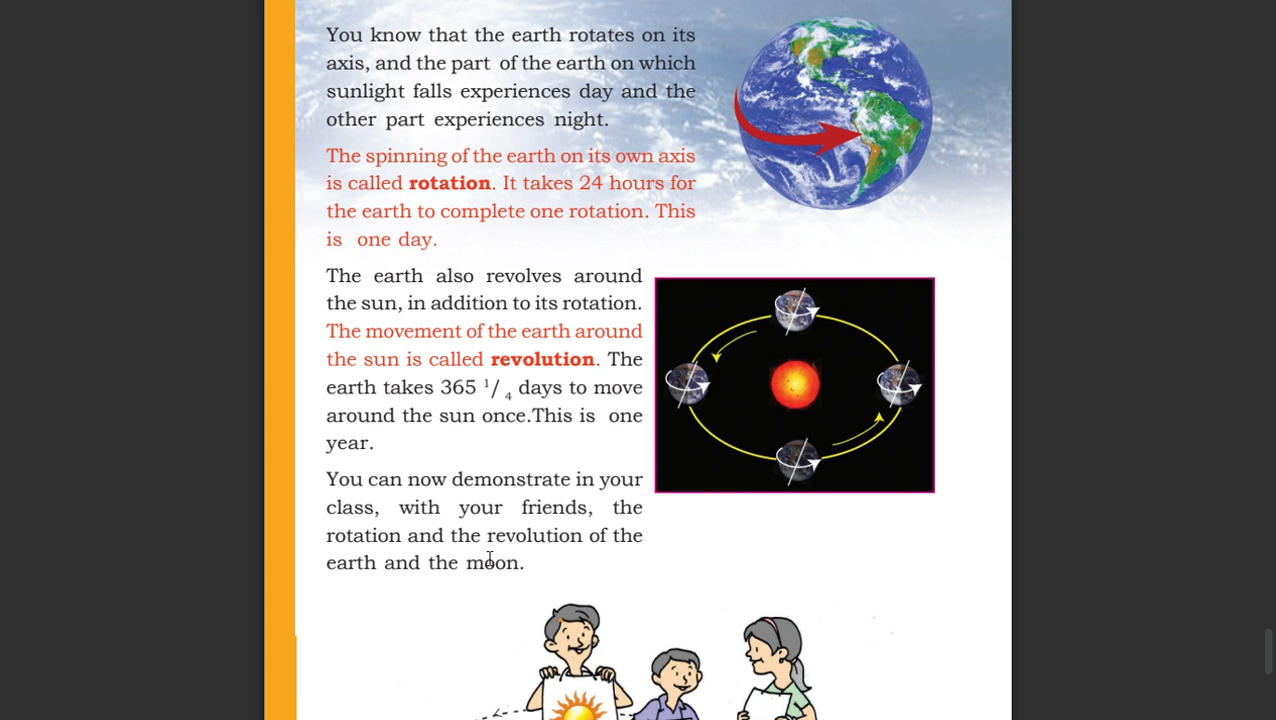 You know that the earth rotates on its
axis, and the part of the earth on which
sunlight falls experiences day and the
other part experiences night.
The spinning of the earth on its own axis
is called rotation. It takes 24 hours for
the earth to complete one rotation. This
is one day.
The earth also revolves around
the sun, in addition to its rotation.
The movement of the earth around
the sun is called revolution. The
earth takes 365 1/4 days to move
around the sun once.This is one
year.
You can now demonstrate in your
class, with your friends, the
rotation and the revolution of the
earth and the moon.